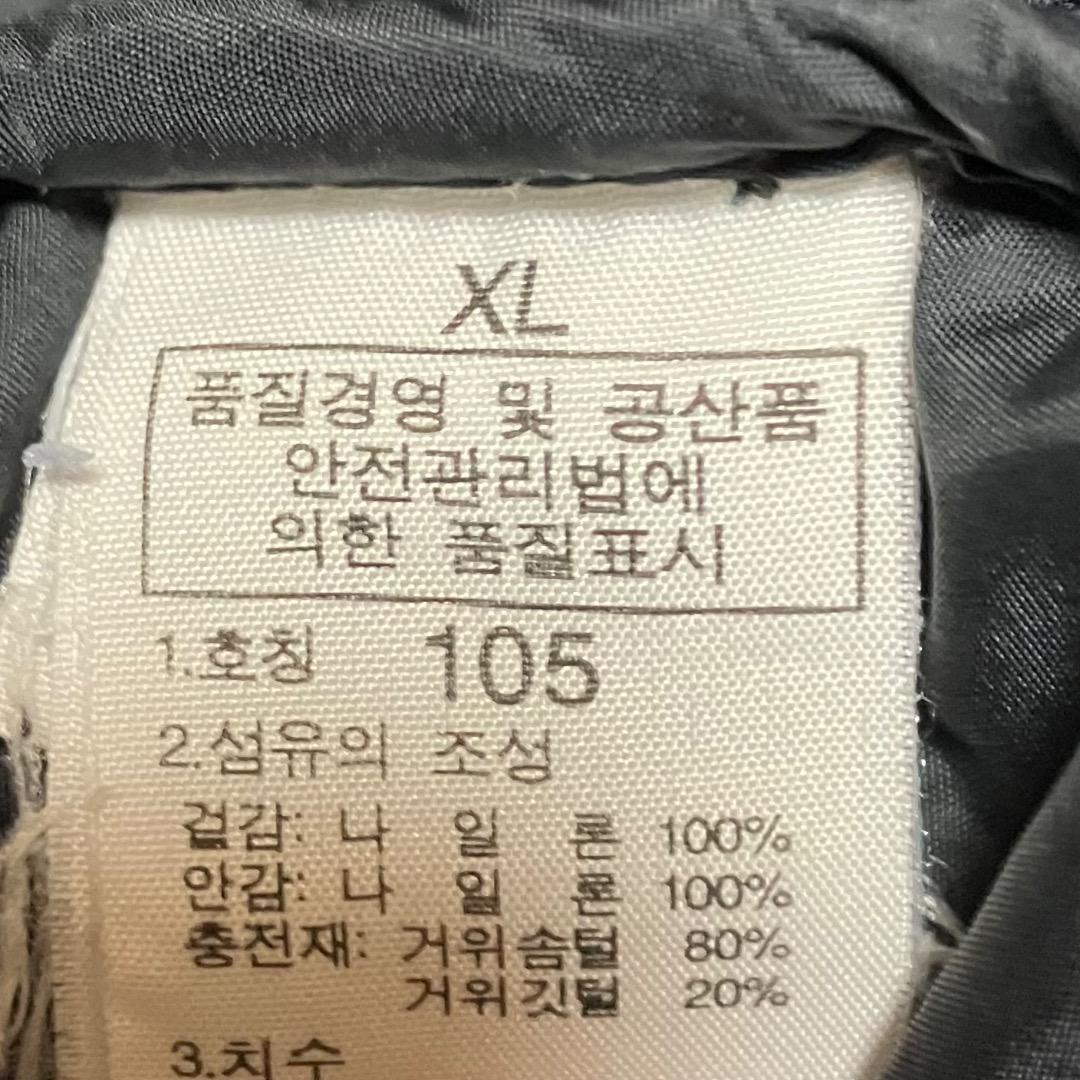 XL
품질경영 및 공산품
안전관리법에
의한 품질표시
1.호칭 105
2.섬유의 조성
겉감: 나 일 론 100%
안감: 나 일 론 100%
충전재: 거위솜털 80%
거위깃털 20%
3.치수